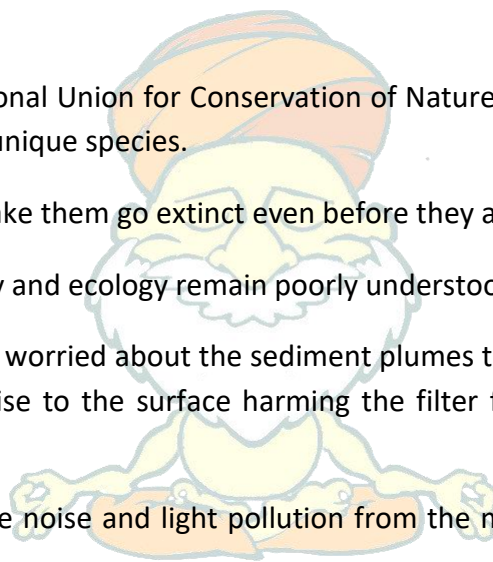 onal Union for Conservation of Nature
unique species.
ke them go extinct even before they a
y and ecology remain poorly understoo
worried about the sediment plumes t
ise to the surface harming the filter f
e noise and light pollution from the m